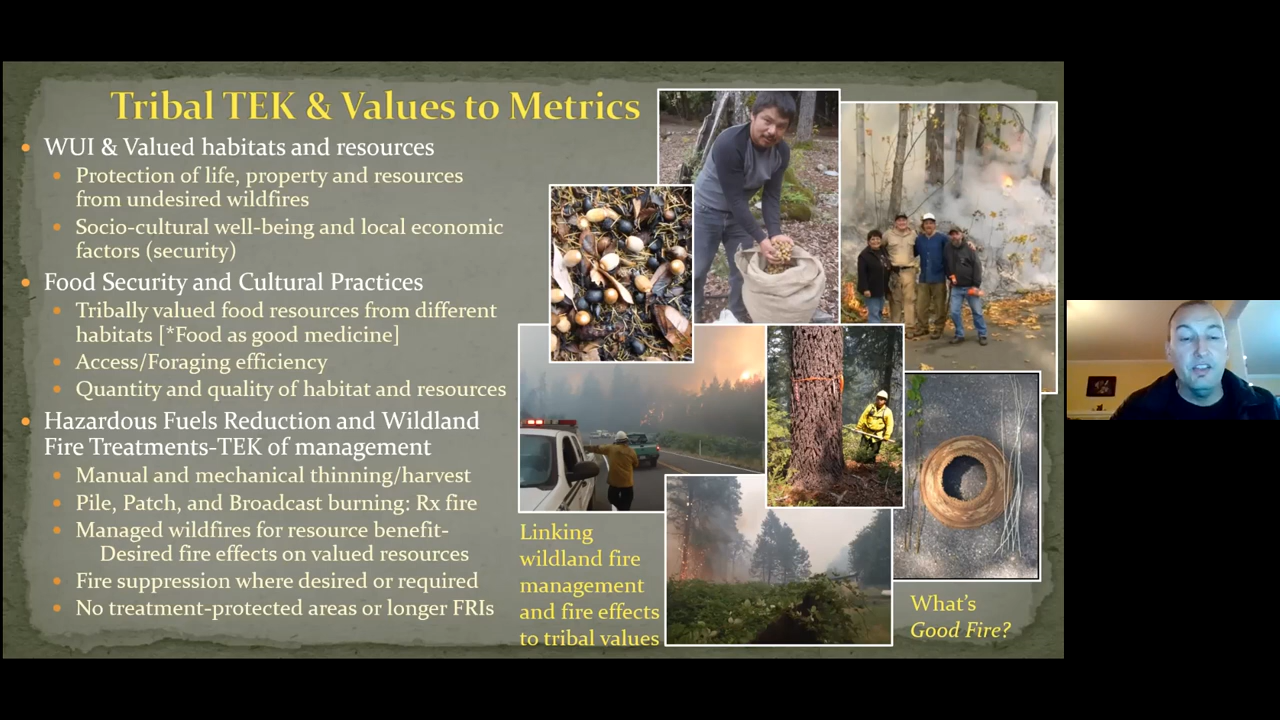 Tribal TEK & Values to Metrics
WUI & Valued habitats and resources
Protection of life, property and resources
from undesired wildfires
Socio-cultural well-being and local economic
factors (security)
Food Security and Cultural Practices
Tribally valued food resources from different
habitats [*Food as good medicine]
Access/Foraging efficiency
Quantity and quality of habitat and resources
Hazardous Fuels Reduction and Wildland
Fire Treatments-TEK of management
Manual and mechanical thinning/harvest
Pile, Patch, and Broadcast burning: Rx fire
Managed wildfires for resource benefit-
Desired fire effects on valued resources
Fire suppression where desired or required
No treatment-protected areas or longer FRIs
Linking
wildland fire
management
and fire effects
to tribal values
What's
Good Fire?